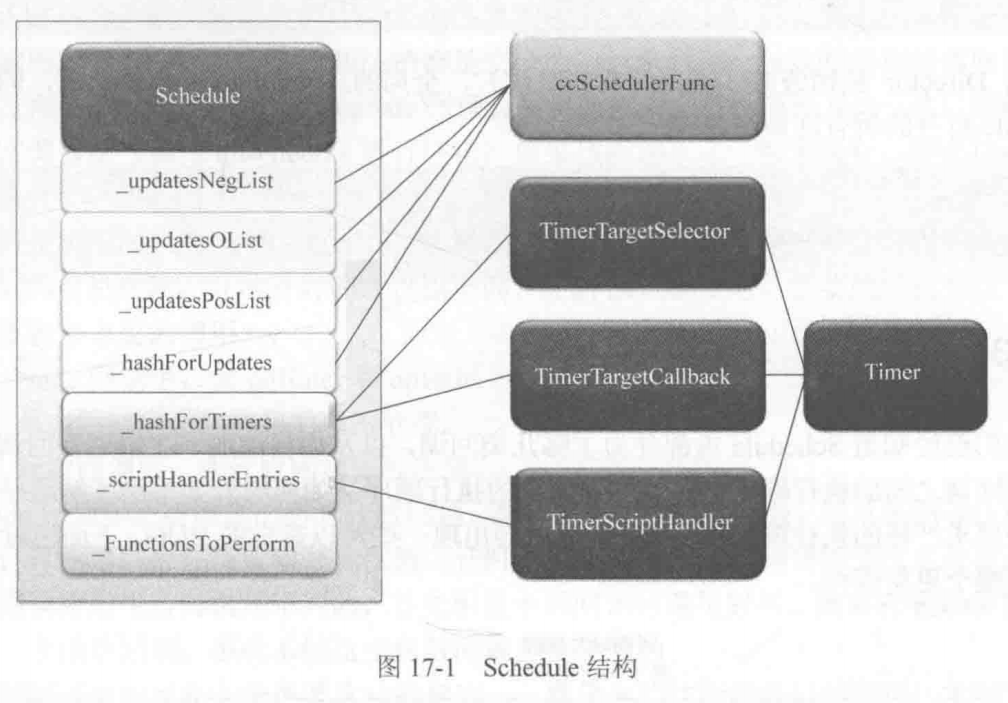 Schedule
_updatesNegList
_updatesOList
_updatesPosList
_hashForUpdates
_hashForTimers
_scriptHandlerEntries
_FunctionsToPerform
ccSchedulerFunc
TimerTargetSelector
TimerTargetCallback
TimerScriptHandler
Timer
图 17-1 Schedule 结构